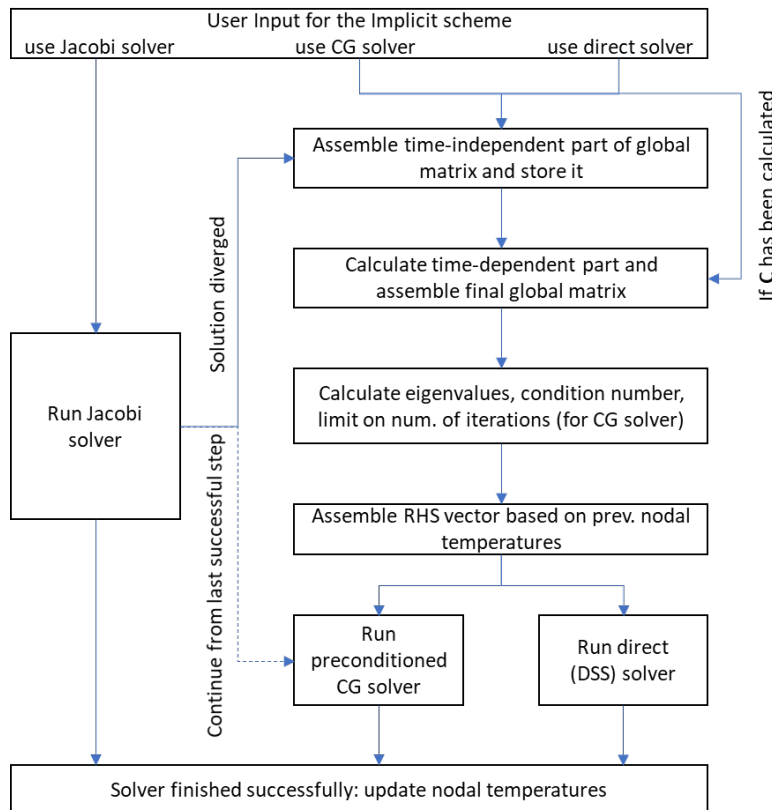 User Input for the Implicit scheme
use Jacobi solver use CG solver use direct solver
If C has been calculated
Assemble time-independent part of global
matrix and store it
Solution diverged
Calculate time-dependent part and
assemble final global matrix
Run Jacobi
solver
Calculate eigenvalues, condition number,
limit on num. of iterations (for CG solver)
Continue from last successful step
Assemble RHS vector based on prev. nodal
temperatures
Run
preconditioned
CG solver
Run direct
(DSS) solver
Solver finished successfully: update nodal temperatures